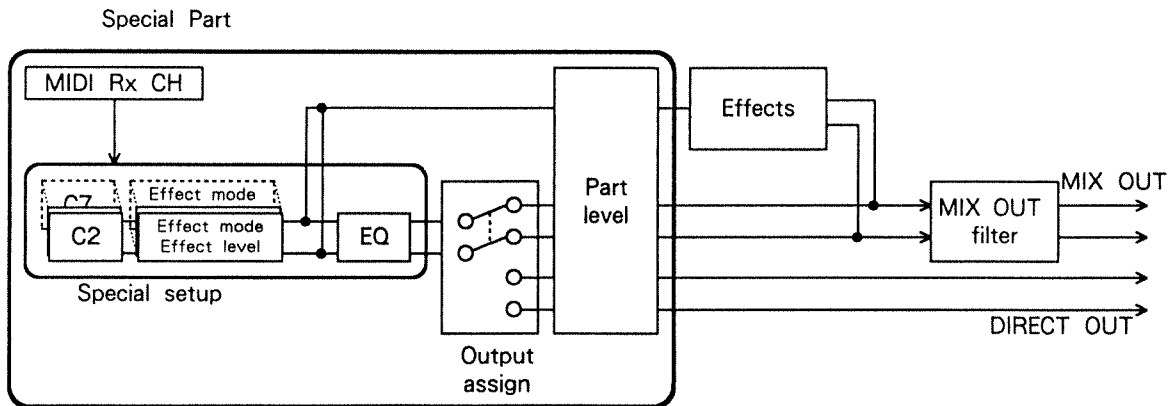 Special Part
MIDI Rx CH
Effects
C7
Effect mode
Part
level
MIX OUT
C2
Effect mode
Effect level
EQ
MIX OUT
filter
Special setup
DIRECT OUT
Output
assign